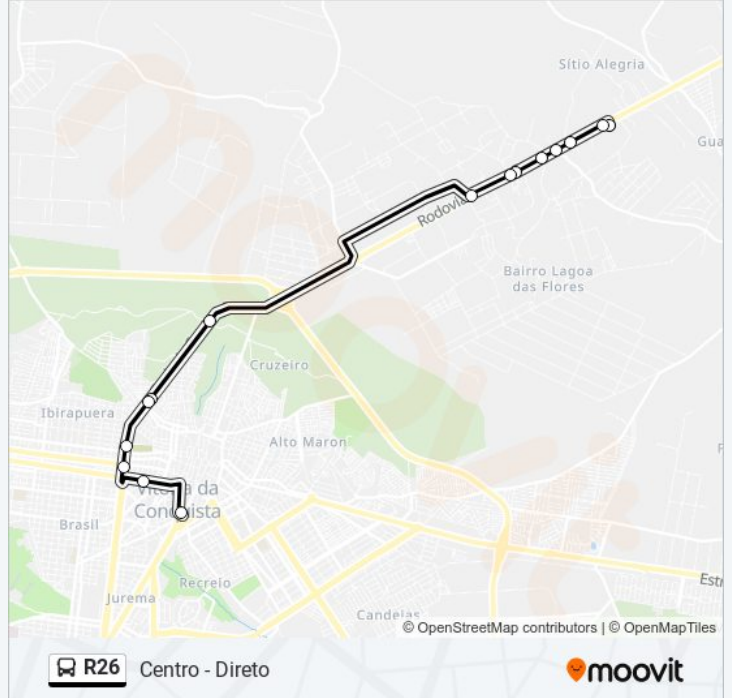 Sítio Alegria
Gua
Rodovia
Bairro Lagoa
das Flores
Cruzeiro
Ibirapuera
Alto Maron
Vitória da
Conquista
Brasil
Recreio
Estr
Jurema
Candeias
© OpenStreetMap contributors | © OpenMapTiles
R26
Centro - Direto
moovit